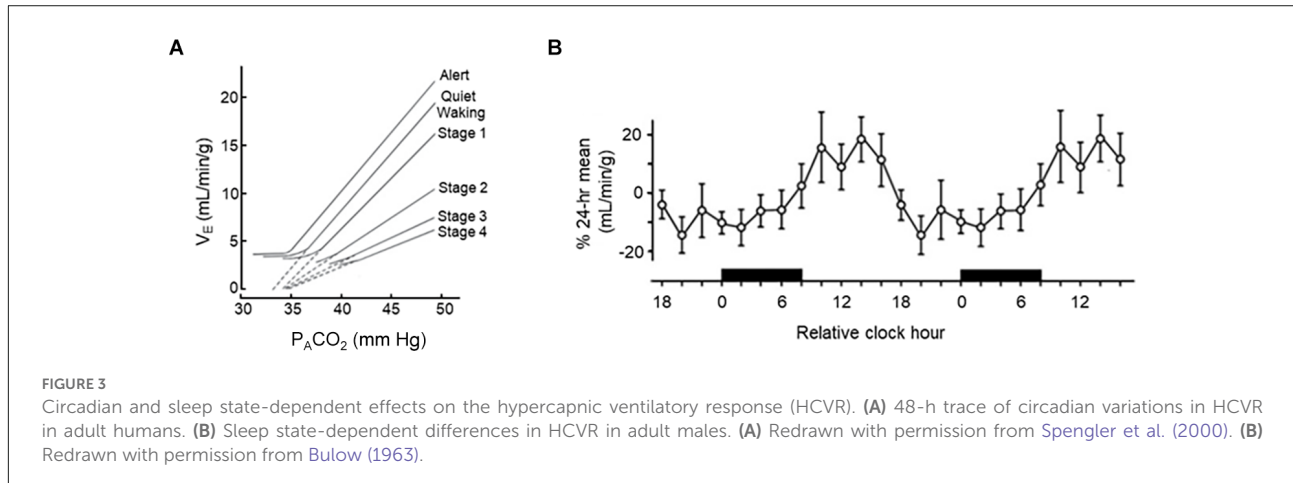 A
B
V_E (mL/min/g)
20
15
10
5
0
30
35
40
45
50
P_ACO_2 (mm Hg)
Alert
Quiet
Waking
Stage 1
Stage 2
Stage 3
Stage 4
% 24-hr mean
(mL/min/g)
20
0
-20
18
0
6
12
18
0
6
12
Relative clock hour
FIGURE 3
Circadian and sleep state-dependent effects on the hypercapnic ventilatory response (HCVR). (A) 48-h trace of circadian variations in HCVR
in adult humans. (B) Sleep state-dependent differences in HCVR in adult males. (A) Redrawn with permission from Spengler et al. (2000). (B)
Redrawn with permission from Bulow (1963).